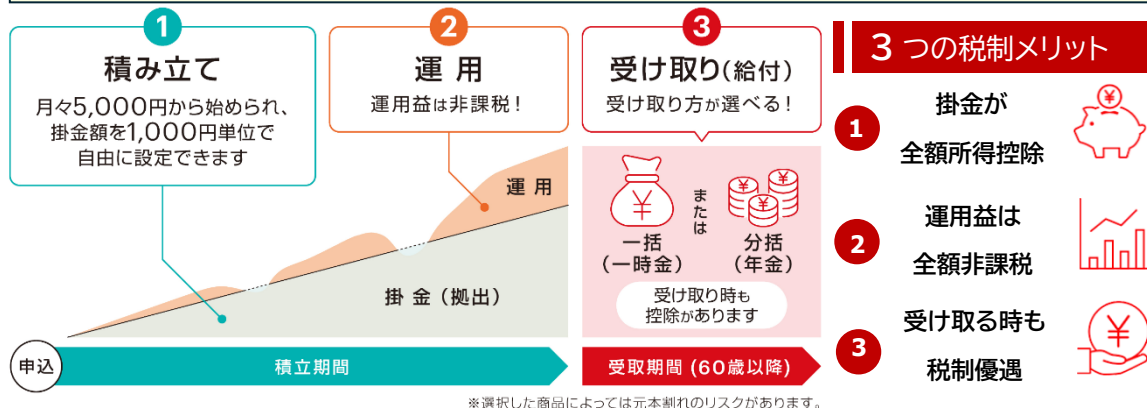 1
積み立て
月々5,000円から始められ、
掛金額を1,000円単位で
自由に設定できます
2
運 用
運用益は非課税！
3
受け取り(給付)
受け取り方が選べる！
運 用
掛 金（拠出）
¥
一括
(一時金)
または
¥
¥
¥
分括
(年金)
受け取り時も
控除があります
申込
積立期間
受取期間 (60歳以降)
※選択した商品によっては元本割れのリスクがあります。
3 つの税制メリット
1
掛金が
全額所得控除
¥
2
運用益は
全額非課税
3
受け取る時も
税制優遇
¥